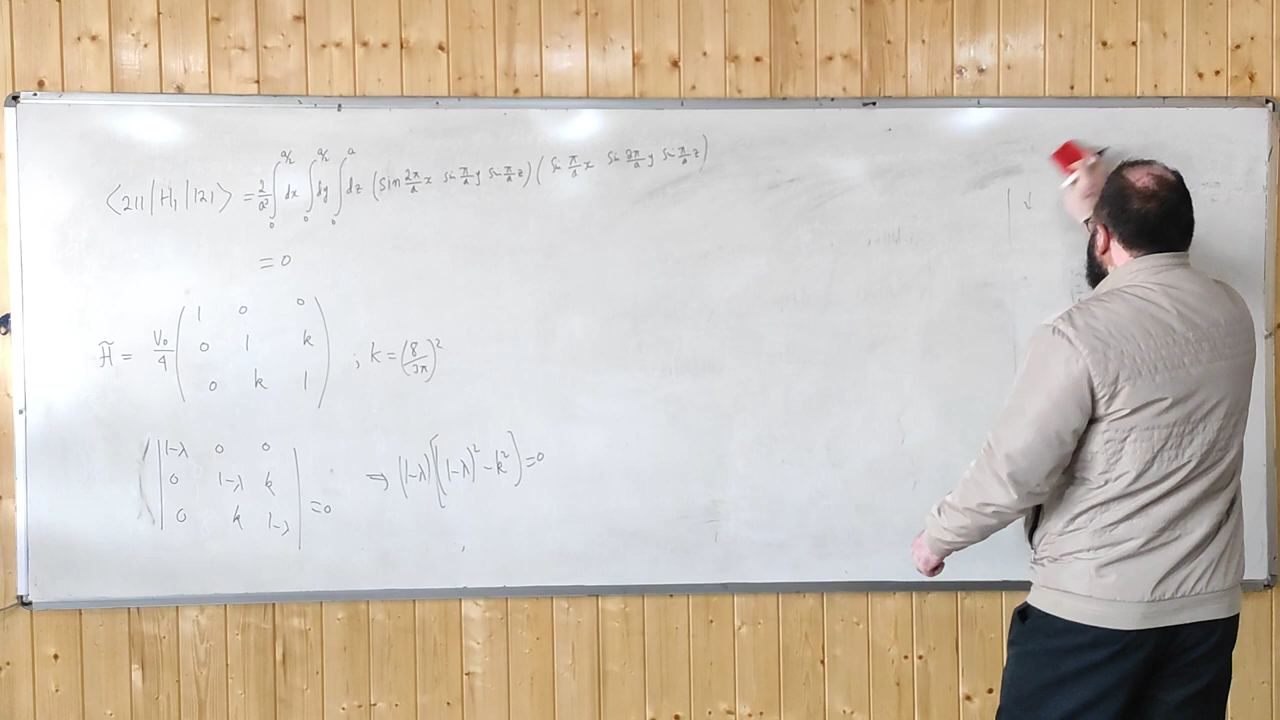 ⟨211|H₁|121⟩ = 2/a² ∫₀^{a/2} dx ∫₀^{a/2} dy ∫₀^{a} dz (sin 2π/a x sin π/a y sin π/a z) (sin π/a x sin 2π/a y sin π/a z)
= 0
H̃ = V₀/4 ( 1 0 0
0 1 k
0 k 1 ) ; k = (8/3π)²
| 1-λ 0 0
0 1-λ k
0 k 1-λ | = 0 ⇒ (1-λ)[(1-λ)² - k²] = 0